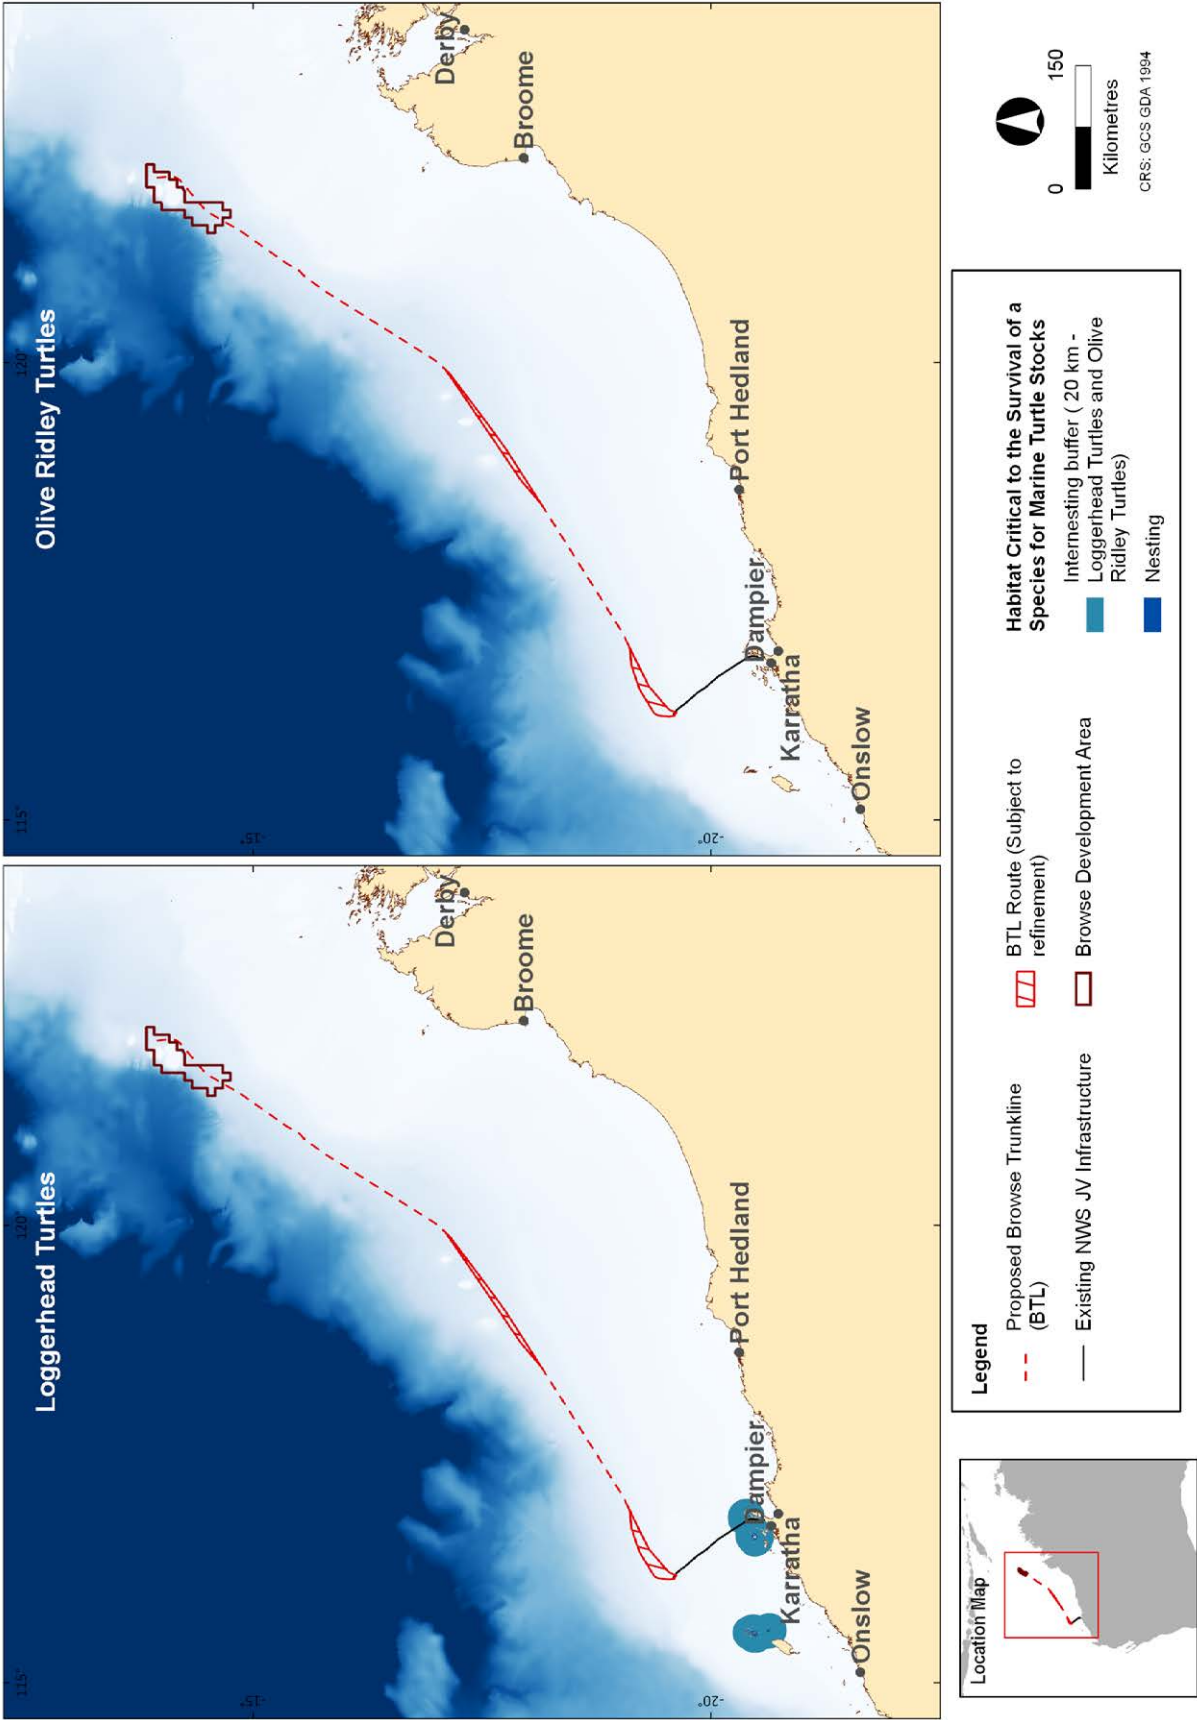 Loggerhead Turtles
115°
120°
-15°
-20°
Derby
Broome
Port Hedland
Dampier
Karratha
Onslow
Olive Ridley Turtles
115°
120°
-15°
-20°
Derby
Broome
Port Hedland
Dampier
Karratha
Onslow
Location Map
Legend
Proposed Browse Trunkline
(BTL)
Existing NWS JV Infrastructure
BTL Route (Subject to
refinement)
Browse Development Area
Habitat Critical to the Survival of a
Species for Marine Turtle Stocks
Internesting buffer ( 20 km -
Loggerhead Turtles and Olive
Ridley Turtles)
Nesting
0 150
Kilometres
CRS: GCS GDA 1994